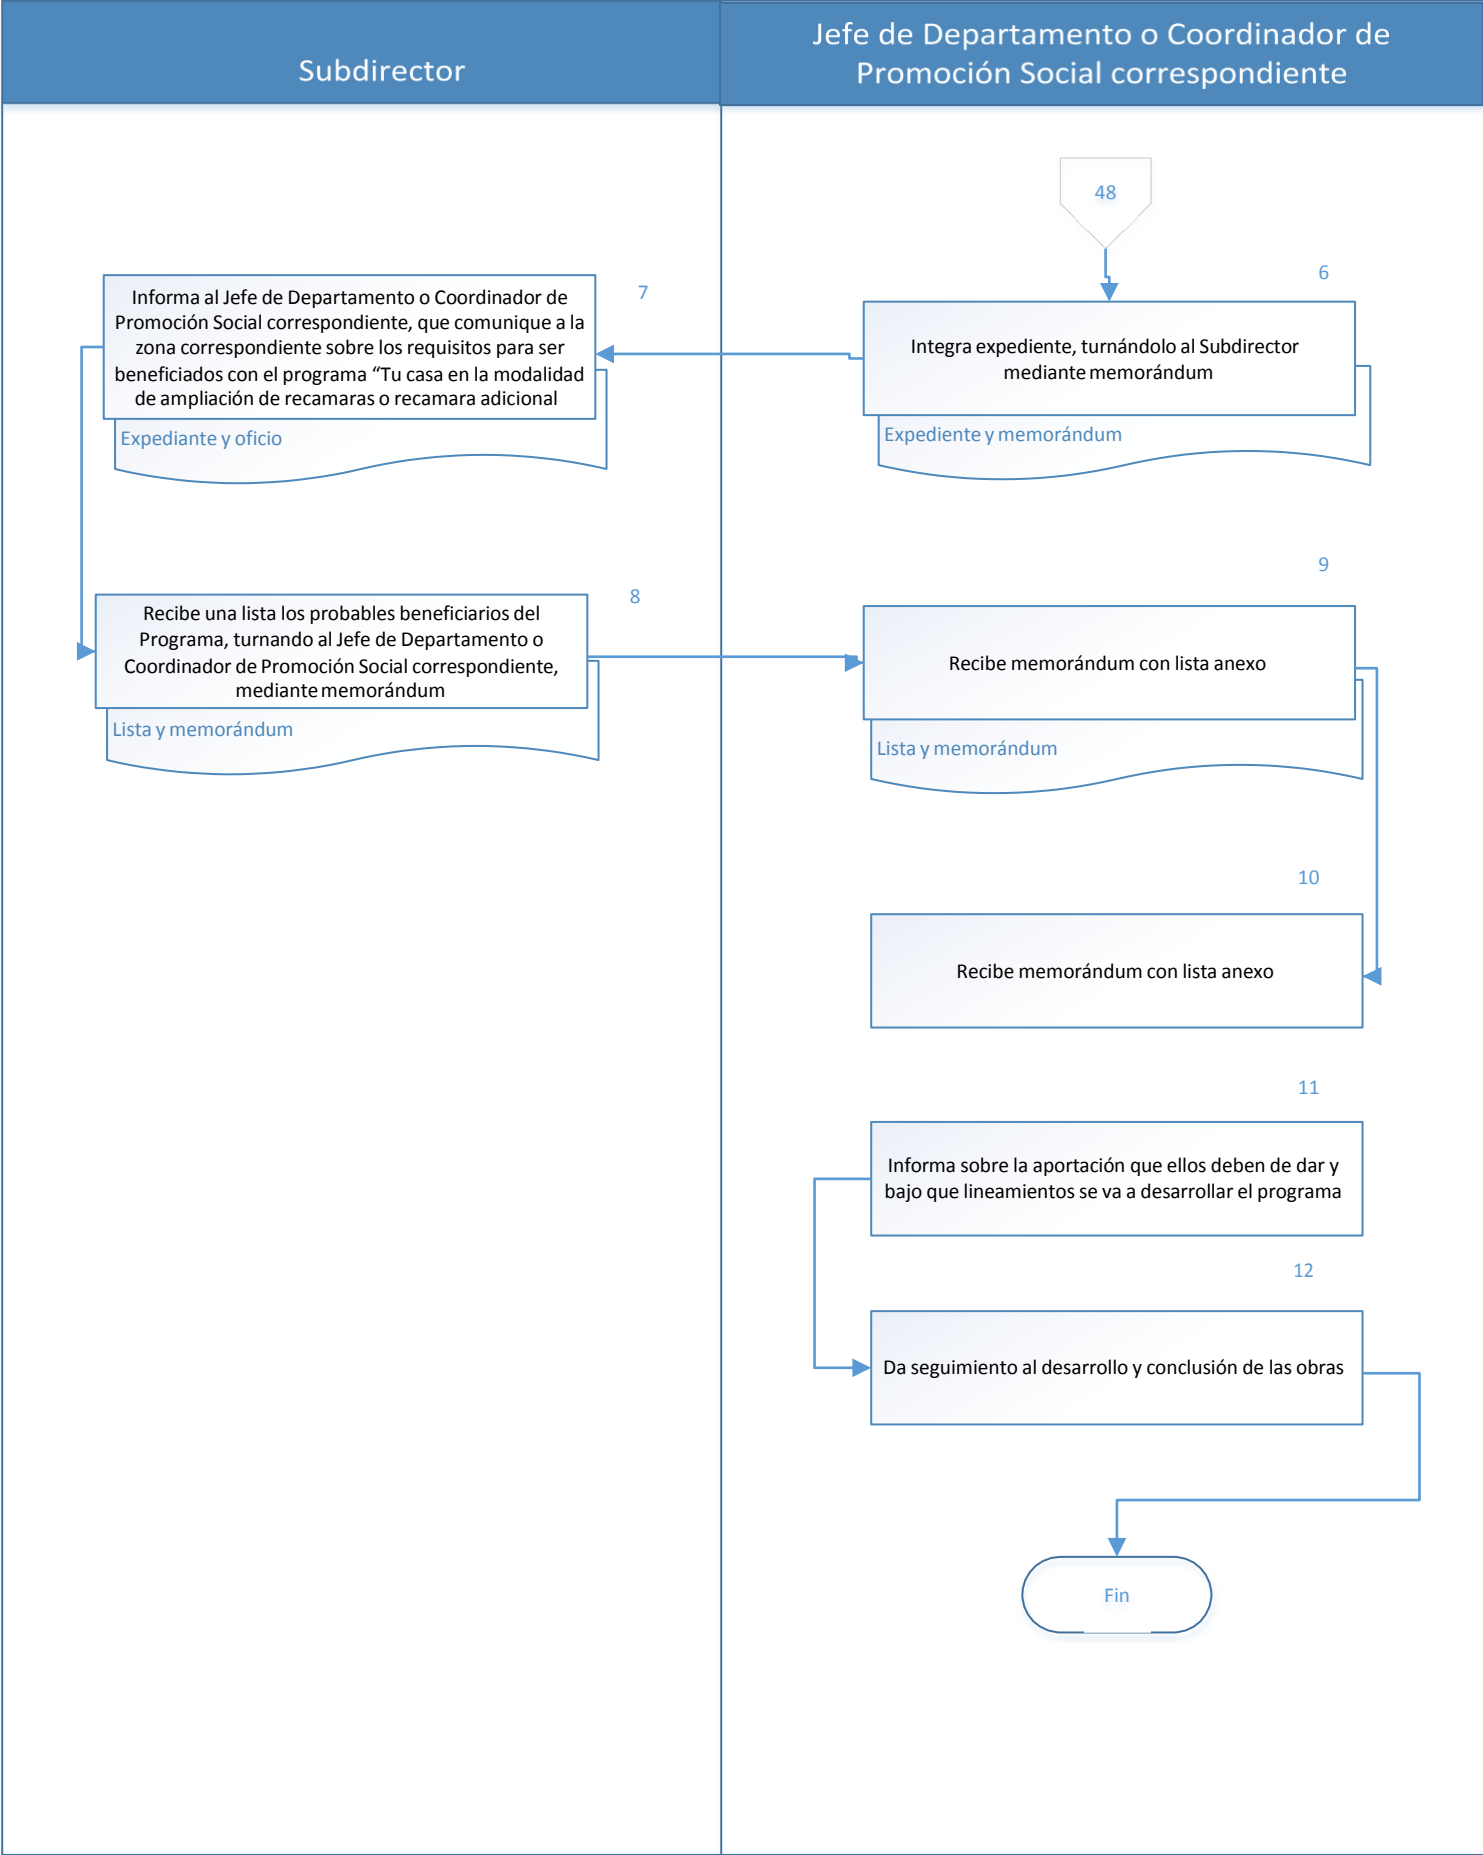 Subdirector
Jefe de Departamento o Coordinador de
Promoción Social correspondiente
48
6
Integra expediente, turnándolo al Subdirector
mediante memorándum
Expediente y memorándum
7
Informa al Jefe de Departamento o Coordinador de
Promoción Social correspondiente, que comunique a la
zona correspondiente sobre los requisitos para ser
beneficiados con el programa “Tu casa en la modalidad
de ampliación de recamaras o recamara adicional
Expediante y oficio
8
Recibe una lista los probables beneficiarios del
Programa, turnando al Jefe de Departamento o
Coordinador de Promoción Social correspondiente,
mediante memorándum
Lista y memorándum
9
Recibe memorándum con lista anexo
Lista y memorándum
10
Recibe memorándum con lista anexo
11
Informa sobre la aportación que ellos deben de dar y
bajo que lineamientos se va a desarrollar el programa
12
Da seguimiento al desarrollo y conclusión de las obras
Fin